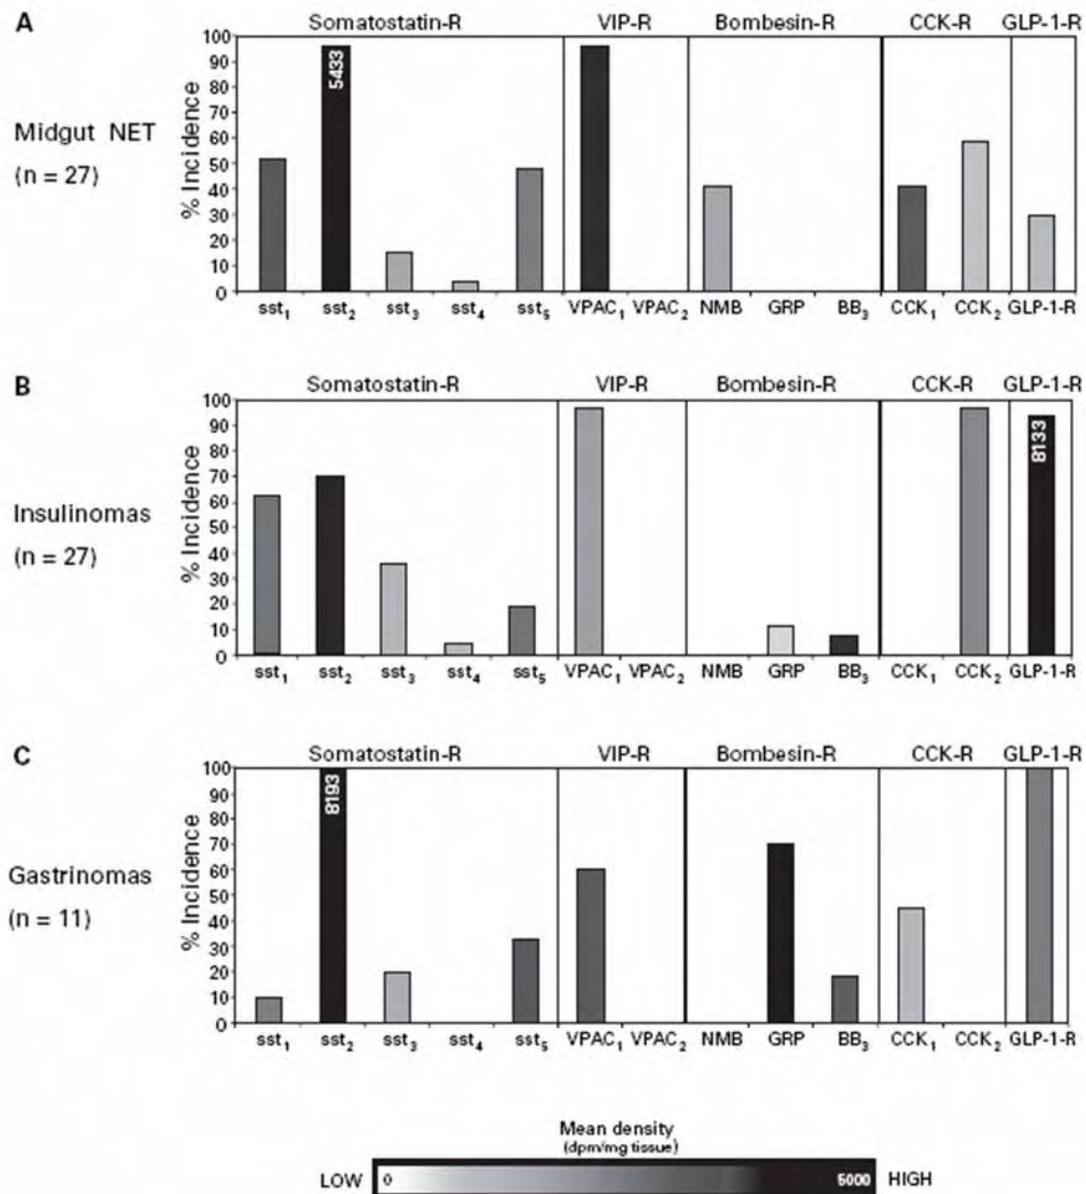 A
Somatostatin-R VIP-R Bombesin-R CCK-R GLP-1-R
Midgut NET
(n = 27)
% Incidence
100
90
80
70
60
50
40
30
20
10
0
5433
sst1 sst2 sst3 sst4 sst5 VPAC1 VPAC2 NMB GRP BB3 CCK1 CCK2 GLP-1-R
B
Somatostatin-R VIP-R Bombesin-R CCK-R GLP-1-R
Insulinomas
(n = 27)
% Incidence
100
90
80
70
60
50
40
30
20
10
0
8133
sst1 sst2 sst3 sst4 sst5 VPAC1 VPAC2 NMB GRP BB3 CCK1 CCK2 GLP-1-R
C
Somatostatin-R VIP-R Bombesin-R CCK-R GLP-1-R
Gastrinomas
(n = 11)
% Incidence
100
90
80
70
60
50
40
30
20
10
0
8193
sst1 sst2 sst3 sst4 sst5 VPAC1 VPAC2 NMB GRP BB3 CCK1 CCK2 GLP-1-R
Mean density
(dpm/mg tissue)
LOW 0 5000 HIGH